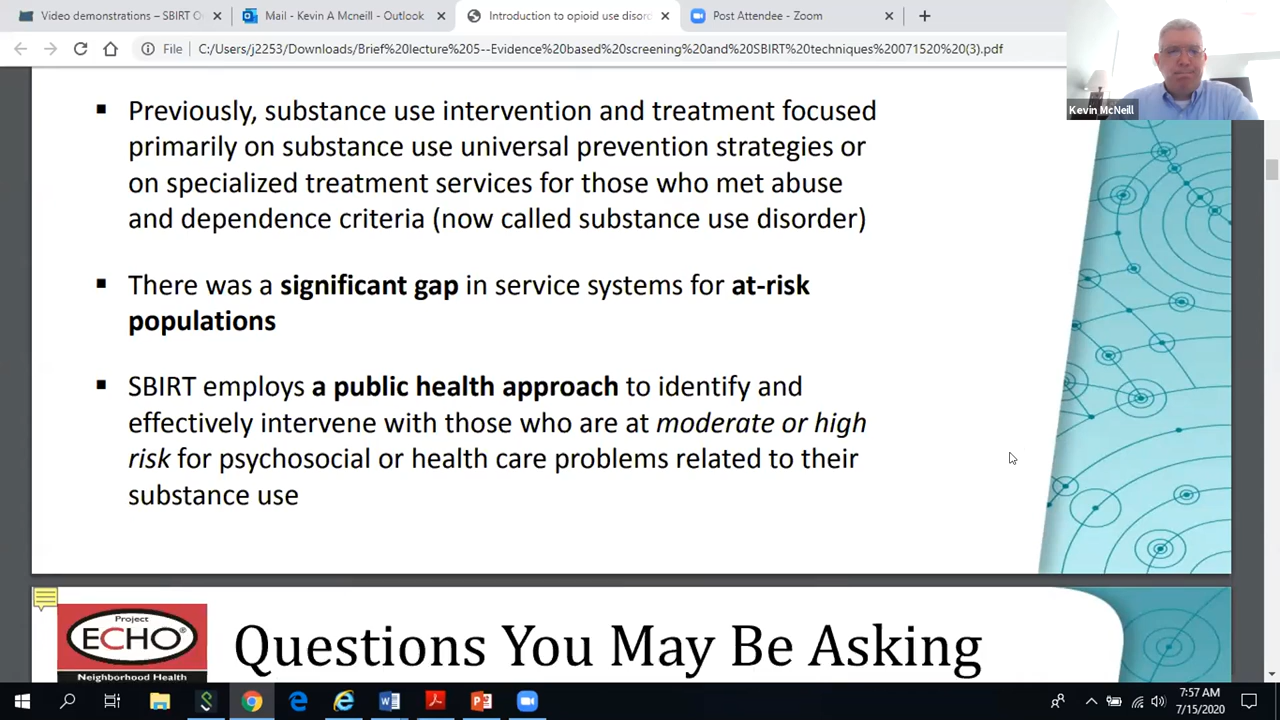 Video demonstrations – SBIRT O
Mail - Kevin A Mcneill - Outlook
Introduction to opioid use disord
Post Attendee - Zoom
File
C:/Users/j2253/Downloads/Brief%20lecture%205--Evidence%20based%20screening%20and%20SBIRT%20techniques%20071520%20(3).pdf
Kevin McNeill
▪ Previously, substance use intervention and treatment focused
primarily on substance use universal prevention strategies or
on specialized treatment services for those who met abuse
and dependence criteria (now called substance use disorder)
▪ There was a significant gap in service systems for at-risk
populations
▪ SBIRT employs a public health approach to identify and
effectively intervene with those who are at moderate or high
risk for psychosocial or health care problems related to their
substance use
Project
ECHO®
Neighborhood Health
Questions You May Be Asking
7:57 AM
7/15/2020